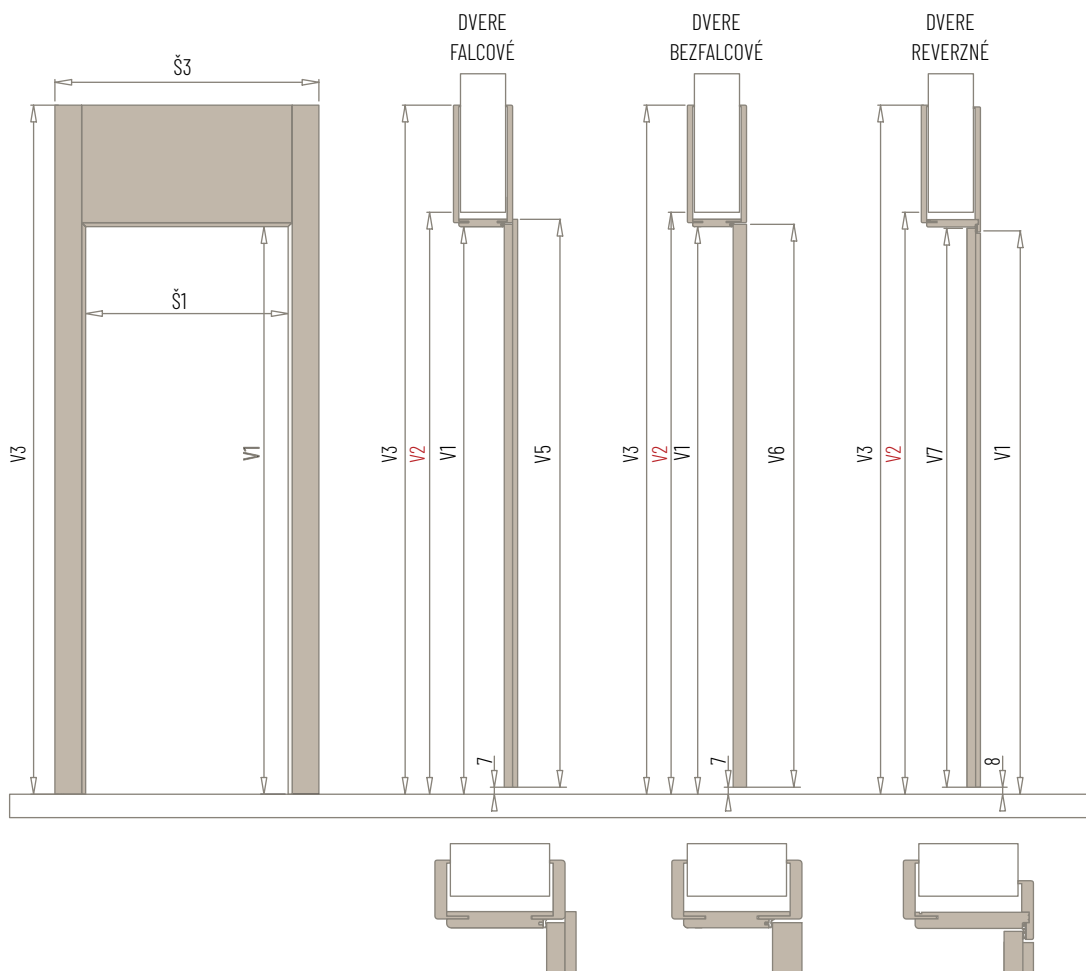 DVERE
FALCOVÉ
DVERE
BEZFALCOVÉ
DVERE
REVERZNÉ
Š3
Š1
V3
V1
V3
V2
V1
V5
7
V3
V2
V1
V6
7
V3
V2
V7
V1
8